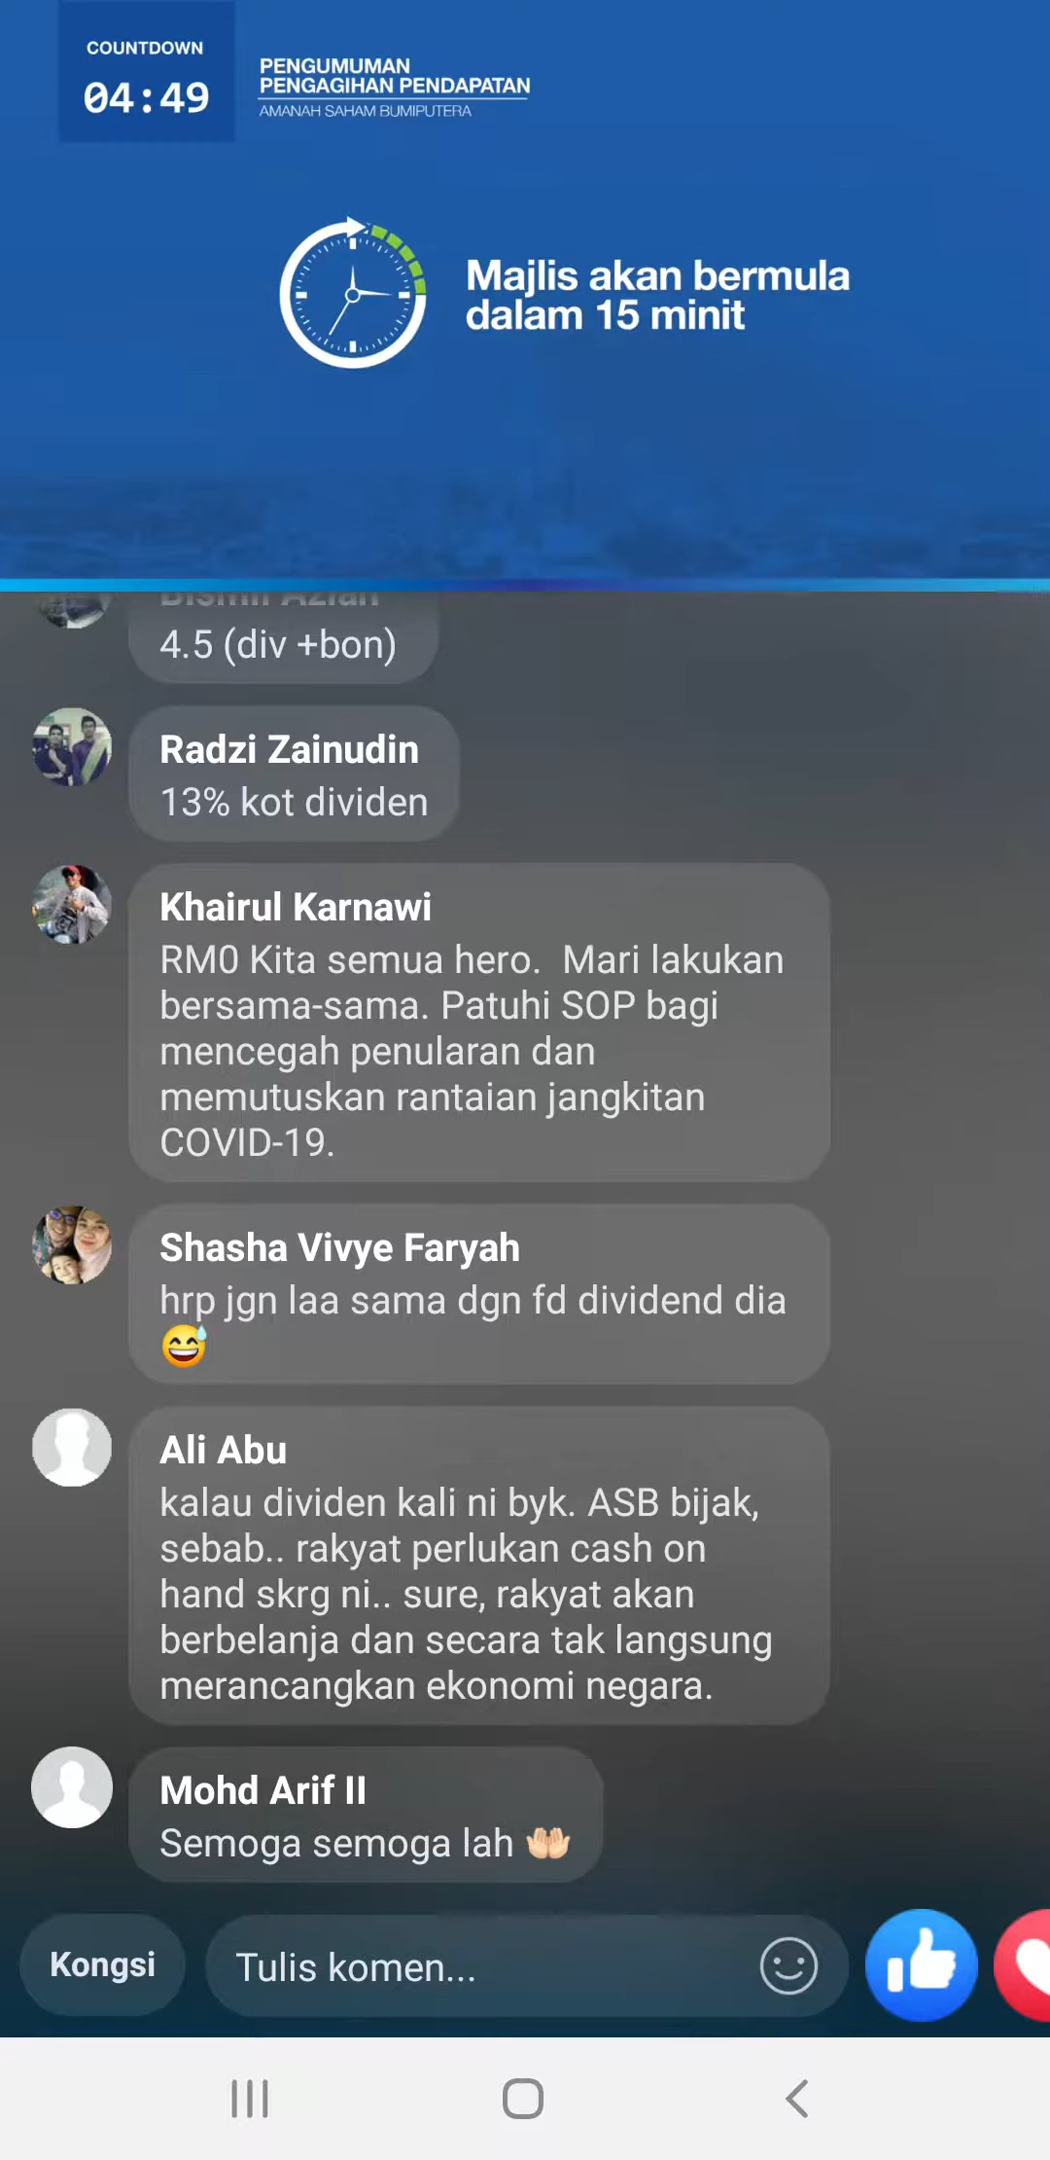 COUNTDOWN
04:49
PENGUMUMAN
PENGAGIHAN PENDAPATAN
AMANAH SAHAM BUMIPUTERA
Majlis akan bermula
dalam 15 minit
4.5 (div +bon)
Radzi Zainudin
13% kot dividen
Khairul Karnawi
RM0 Kita semua hero.  Mari lakukan
bersama-sama. Patuhi SOP bagi
mencegah penularan dan
memutuskan rantaian jangkitan
COVID-19.
Shasha Vivye Faryah
hrp jgn laa sama dgn fd dividend dia
😅
Ali Abu
kalau dividen kali ni byk. ASB bijak,
sebab.. rakyat perlukan cash on
hand skrg ni.. sure, rakyat akan
berbelanja dan secara tak langsung
merancangkan ekonomi negara.
Mohd Arif II
Semoga semoga lah 🤲🏻
Kongsi
Tulis komen...